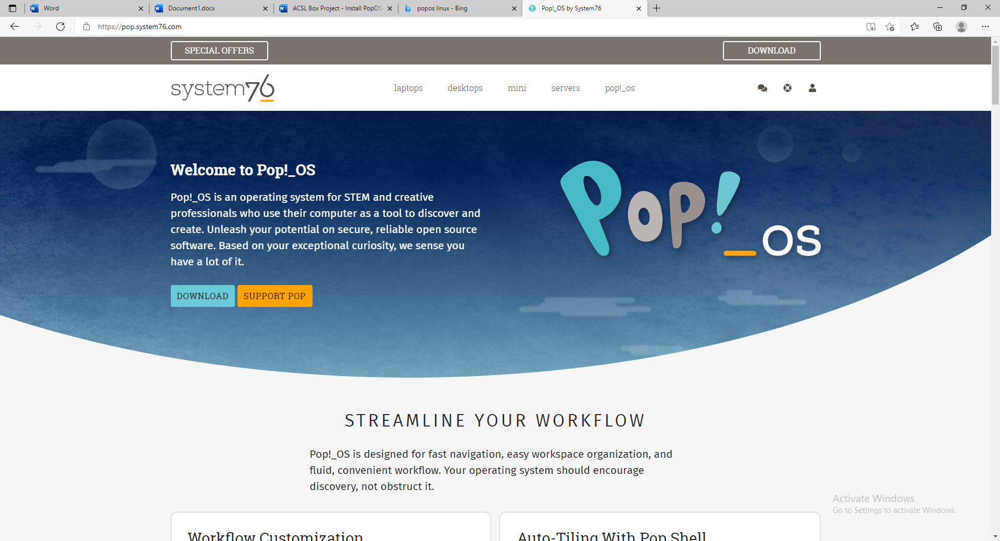 Word
Document1.docx
ACSL Box Project - Install PopOS
popos linux - Bing
Pop!_OS by System76
https://pop.system76.com
SPECIAL OFFERS
DOWNLOAD
system76
laptops
desktops
mini
servers
pop!_os
Welcome to Pop!_OS
Pop!_OS is an operating system for STEM and creative
professionals who use their computer as a tool to discover and
create. Unleash your potential on secure, reliable open source
software. Based on your exceptional curiosity, we sense you
have a lot of it.
DOWNLOAD
SUPPORT POP
Pop!_OS
STREAMLINE YOUR WORKFLOW
Pop!_OS is designed for fast navigation, easy workspace organization, and
fluid, convenient workflow. Your operating system should encourage
discovery, not obstruct it.
Activate Windows
Go to Settings to activate Windows.
Workflow Customization
Auto-Tiling With Pop Shell